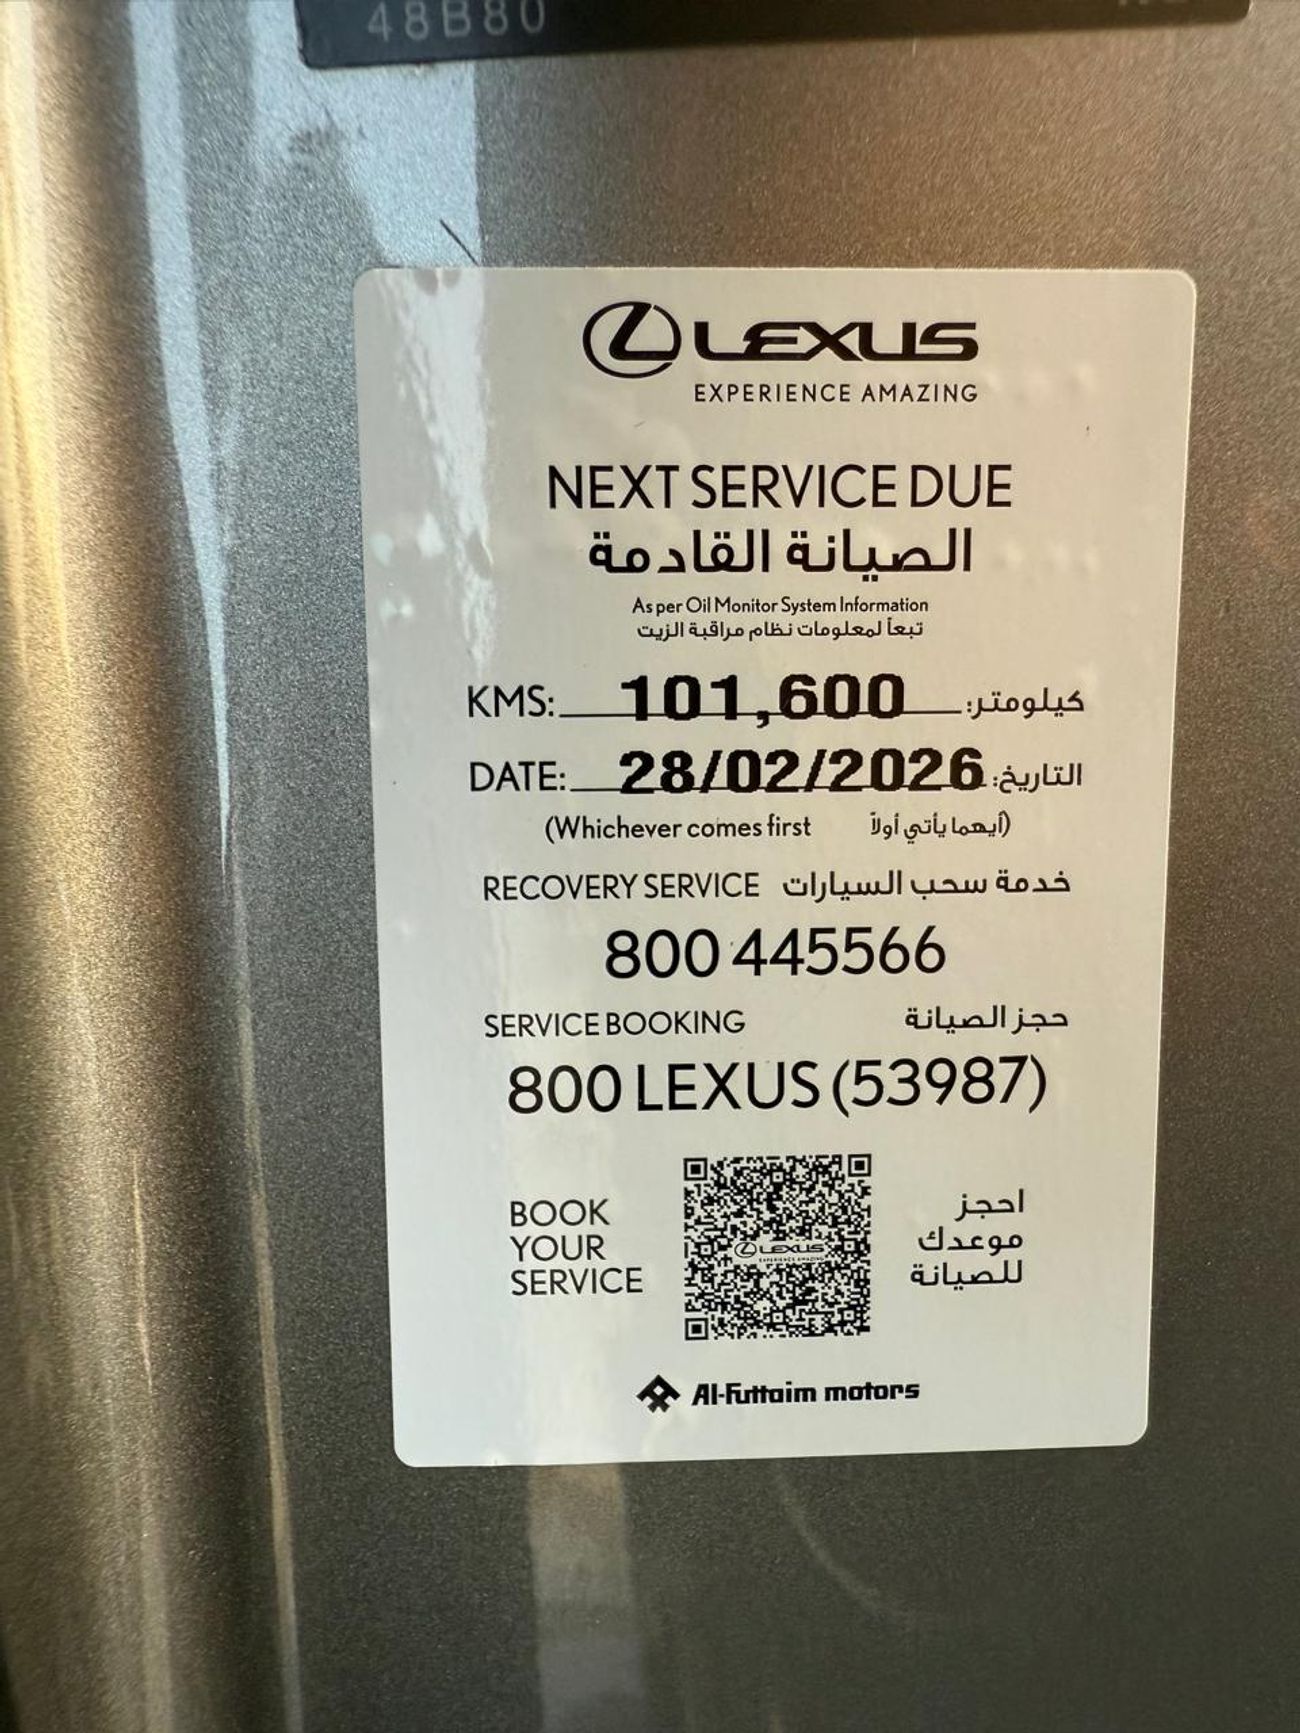 48B80
LEXUS
EXPERIENCE AMAZING
NEXT SERVICE DUE
الصيانة القادمة
As per Oil Monitor System Information
تبعاً لمعلومات نظام مراقبة الزيت
KMS: 101,600 كيلومتر:
DATE: 28/02/2026 التاريخ:
(Whichever comes first أيهما يأتي أولاً)
RECOVERY SERVICE خدمة سحب السيارات
800 445566
SERVICE BOOKING حجز الصيانة
800 LEXUS (53987)
BOOK احجز
YOUR موعدك
SERVICE للصيانة
LEXUS
EXPERIENCE AMAZING
Al-Futtaim motors